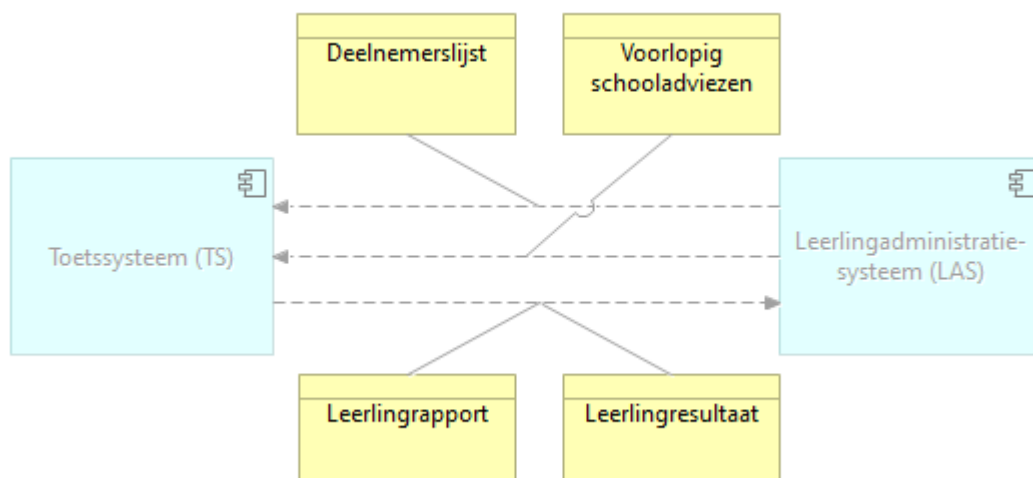 Deelnemerslijst
Voorlopig
schooladviezen
Toetssysteem (TS)
Leerlingadministratie-
systeem (LAS)
Leerlingrapport
Leerlingresultaat